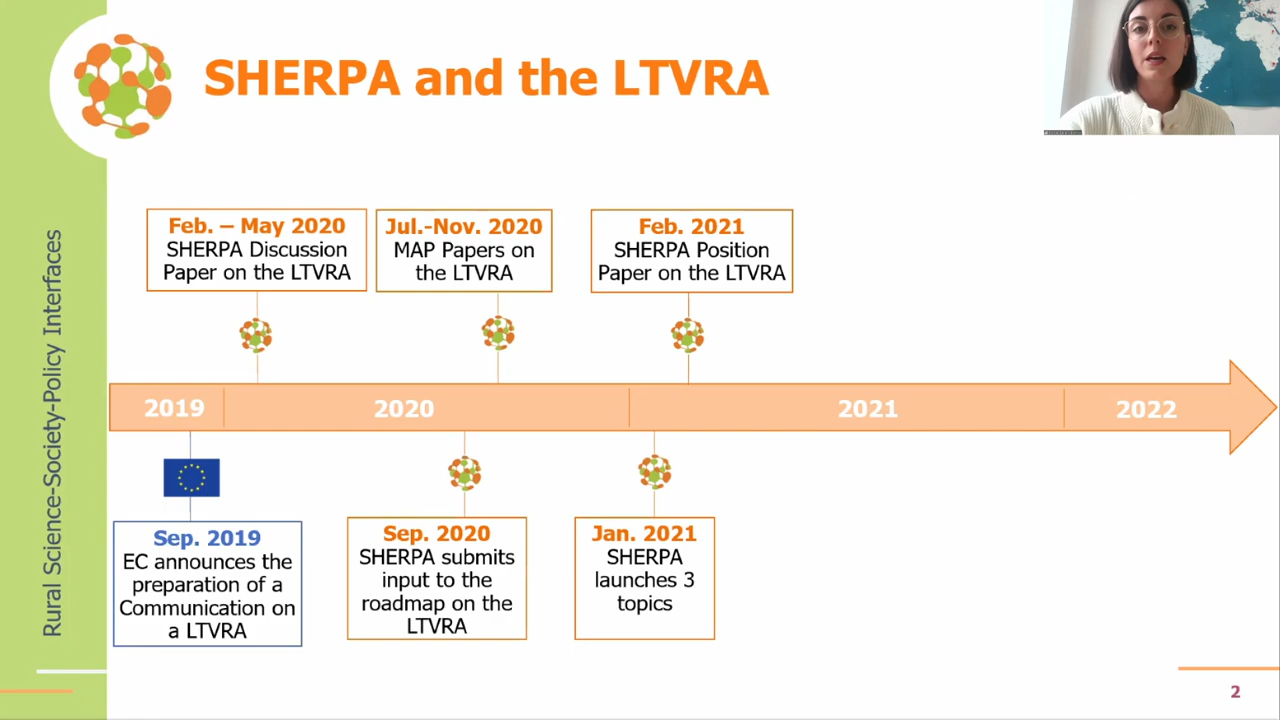 SHERPA and the LTVRA
Rural Science-Society-Policy Interfaces
Feb. – May 2020
SHERPA Discussion
Paper on the LTVRA
Jul.-Nov. 2020
MAP Papers on
the LTVRA
Feb. 2021
SHERPA Position
Paper on the LTVRA
2019
2020
2021
2022
Sep. 2019
EC announces the
preparation of a
Communication on
a LTVRA
Sep. 2020
SHERPA submits
input to the
roadmap on the
LTVRA
Jan. 2021
SHERPA
launches 3
topics
2